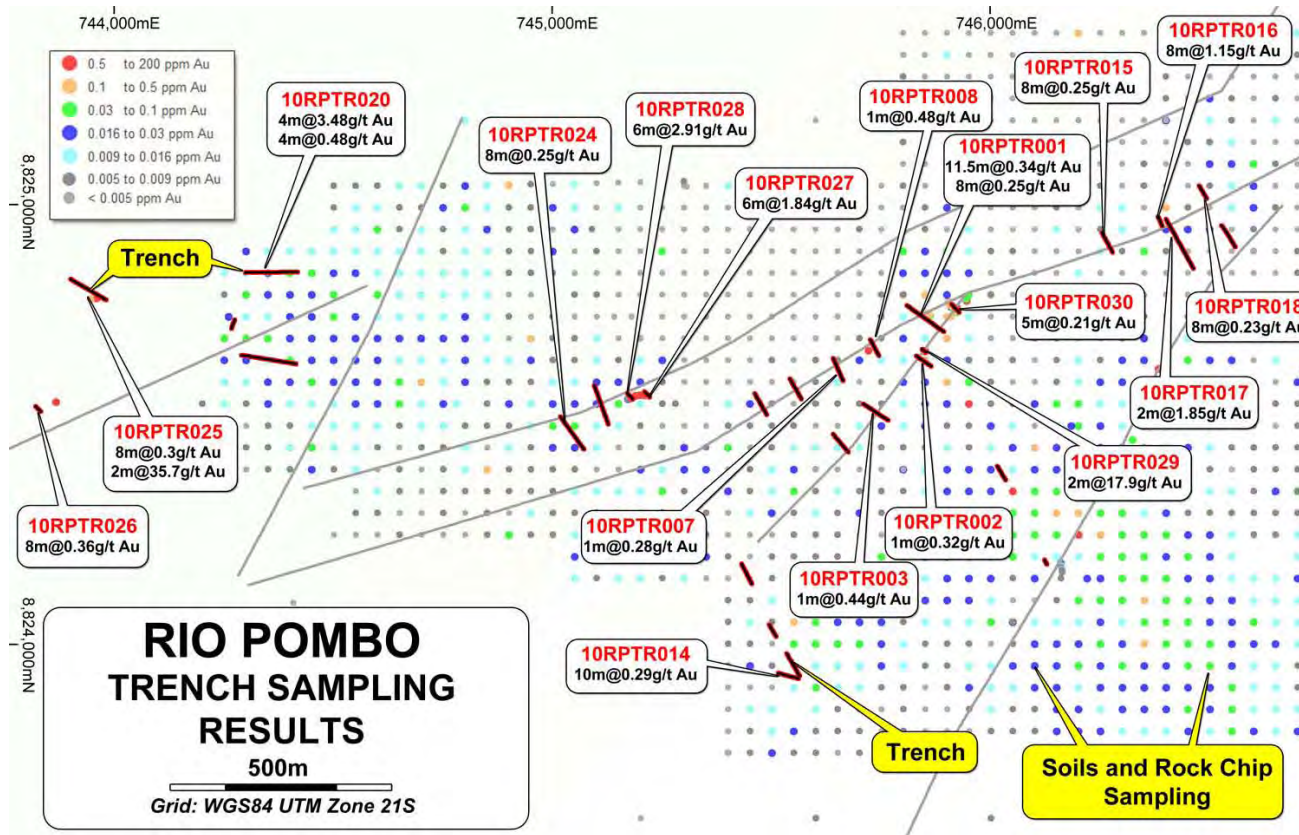 744,000mE
745,000mE
746,000mE
8,825,000mN
8,824,000mN
0.5 to 200 ppm Au
0.1 to 0.5 ppm Au
0.03 to 0.1 ppm Au
0.016 to 0.03 ppm Au
0.009 to 0.016 ppm Au
0.005 to 0.009 ppm Au
< 0.005 ppm Au
10RPTR020
4m@3.48g/t Au
4m@0.48g/t Au
10RPTR024
8m@0.25g/t Au
10RPTR028
6m@2.91g/t Au
10RPTR027
6m@1.84g/t Au
10RPTR008
1m@0.48g/t Au
10RPTR001
11.5m@0.34g/t Au
8m@0.25g/t Au
10RPTR015
8m@0.25g/t Au
10RPTR016
8m@1.15g/t Au
Trench
10RPTR030
5m@0.21g/t Au
10RPTR018
8m@0.23g/t Au
10RPTR017
2m@1.85g/t Au
10RPTR025
8m@0.3g/t Au
2m@35.7g/t Au
10RPTR029
2m@17.9g/t Au
10RPTR026
8m@0.36g/t Au
10RPTR007
1m@0.28g/t Au
10RPTR002
1m@0.32g/t Au
10RPTR003
1m@0.44g/t Au
10RPTR014
10m@0.29g/t Au
Trench
Soils and Rock Chip
Sampling
RIO POMBO
TRENCH SAMPLING
RESULTS
500m
Grid: WGS84 UTM Zone 21S